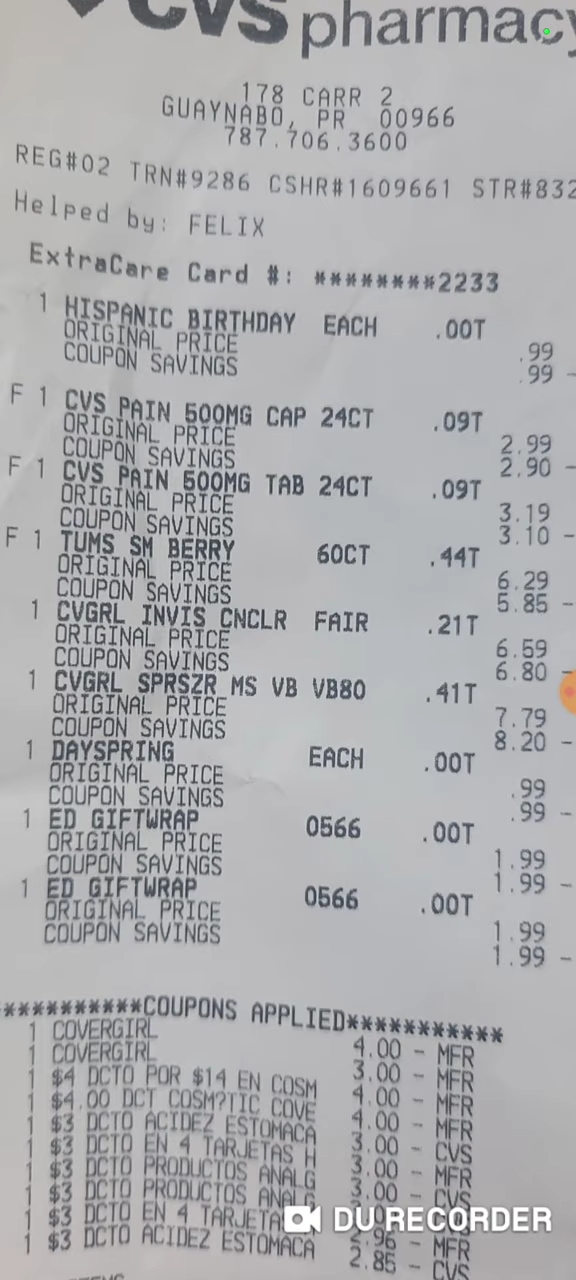 CVS pharmacy
178 CARR 2
GUAYNABO, PR 00966
787.706.3600
REG#02 TRN#9286 CSHR#1609661 STR#832
Helped by: FELIX
ExtraCare Card #: ********2233
1 HISPANIC BIRTHDAY EACH .00T
ORIGINAL PRICE .99
COUPON SAVINGS .99 -
F 1 CVS PAIN 500MG CAP 24CT .09T
ORIGINAL PRICE 2.99
COUPON SAVINGS 2.90 -
F 1 CVS PAIN 500MG TAB 24CT .09T
ORIGINAL PRICE 3.19
COUPON SAVINGS 3.10 -
F 1 TUMS SM BERRY 60CT .44T
ORIGINAL PRICE 6.29
COUPON SAVINGS 5.85 -
1 CVGRL INVIS CNCLR FAIR .21T
ORIGINAL PRICE 6.59
COUPON SAVINGS 6.80 -
1 CVGRL SPRSZR MS VB VB80 .41T
ORIGINAL PRICE 7.79
COUPON SAVINGS 8.20 -
1 DAYSPRING EACH .00T
ORIGINAL PRICE .99
COUPON SAVINGS .99 -
1 ED GIFTWRAP 0566 .00T
ORIGINAL PRICE 1.99
COUPON SAVINGS 1.99 -
1 ED GIFTWRAP 0566 .00T
ORIGINAL PRICE 1.99
COUPON SAVINGS 1.99 -
**********COUPONS APPLIED***********
1 COVERGIRL 4.00 - MFR
1 COVERGIRL 3.00 - MFR
1 $4 DCTO POR $14 EN COSM 4.00 - MFR
1 $4.00 DCT COSM?TIC COVE 4.00 - MFR
1 $3 DCTO ACIDEZ ESTOMACA 3.00 - CVS
1 $3 DCTO EN 4 TARJETAS H 3.00 - MFR
1 $3 DCTO PRODUCTOS ANALG 3.00 - CVS
1 $3 DCTO PRODUCTOS ANALG
1 $3 DCTO EN 4 TARJETAS 2.96 - MFR
1 $3 DCTO ACIDEZ ESTOMACA 2.85 - CVS
DU RECORDER